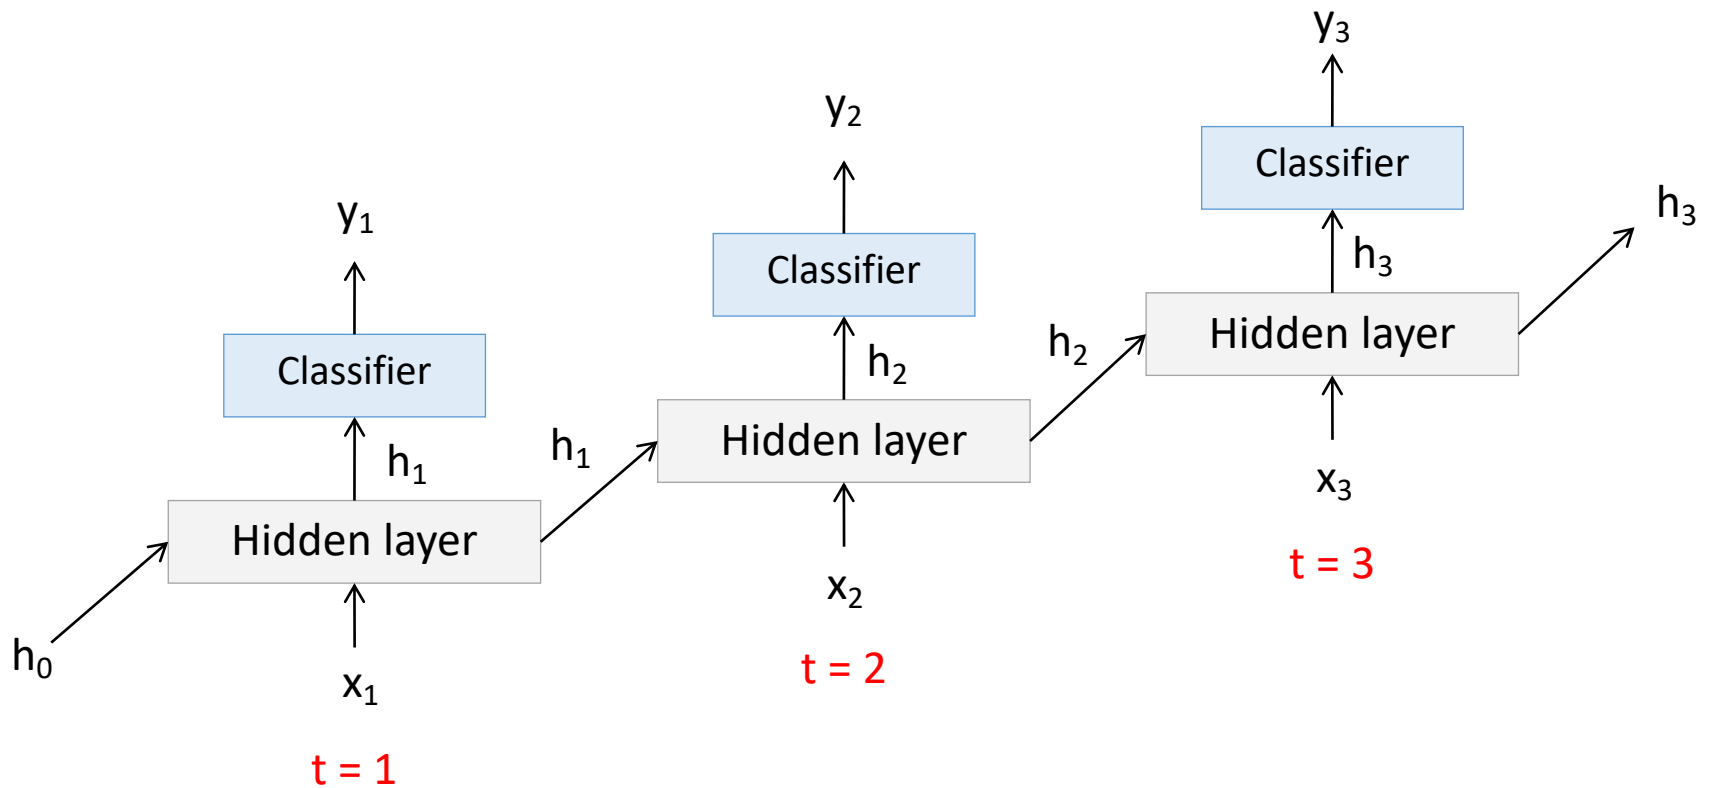 y₁
Classifier
h₁
Hidden layer
h₀
x₁
t = 1
h₁
y₂
Classifier
h₂
Hidden layer
x₂
t = 2
h₂
y₃
Classifier
h₃
Hidden layer
x₃
t = 3
h₃